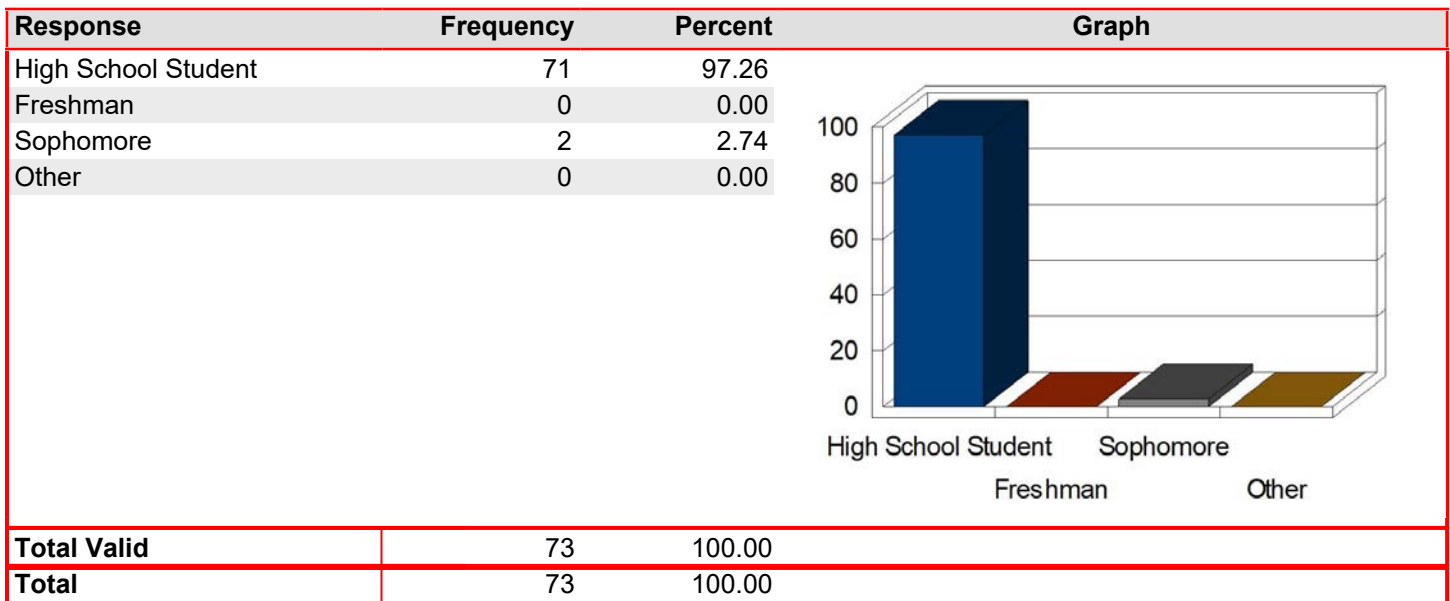 Response Frequency Percent Graph
High School Student 71 97.26
Freshman 0 0.00
Sophomore 2 2.74
Other 0 0.00
100
80
60
40
20
0
High School Student Sophomore
Freshman Other
Total Valid 73 100.00
Total 73 100.00